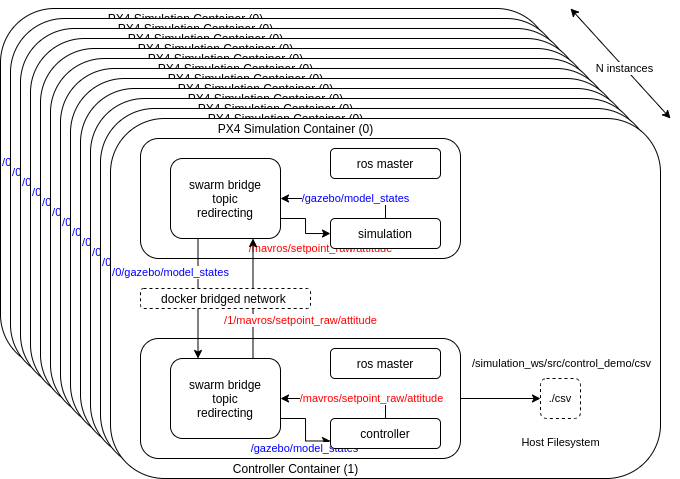 PX4 Simulation Container (0)
PX4 Simulation Container (0)
PX4 Simulation Container (0)
PX4 Simulation Container (0)
PX4 Simulation Container (0)
PX4 Simulation Container (0)
PX4 Simulation Container (0)
PX4 Simulation Container (0)
PX4 Simulation Container (0)
PX4 Simulation Container (0)
PX4 Simulation Container (0)
PX4 Simulation Container (0)
N instances
/0
/0
/0
/0
/0
/0
/0
/0
/0
/0
/0
swarm bridge
topic
redirecting
ros master
/gazebo/model_states
simulation
/mavros/setpoint_raw/attitude
/0/gazebo/model_states
docker bridged network
/1/mavros/setpoint_raw/attitude
swarm bridge
topic
redirecting
ros master
/mavros/setpoint_raw/attitude
controller
/gazebo/model_states
Controller Container (1)
/simulation_ws/src/control_demo/csv
./csv
Host Filesystem